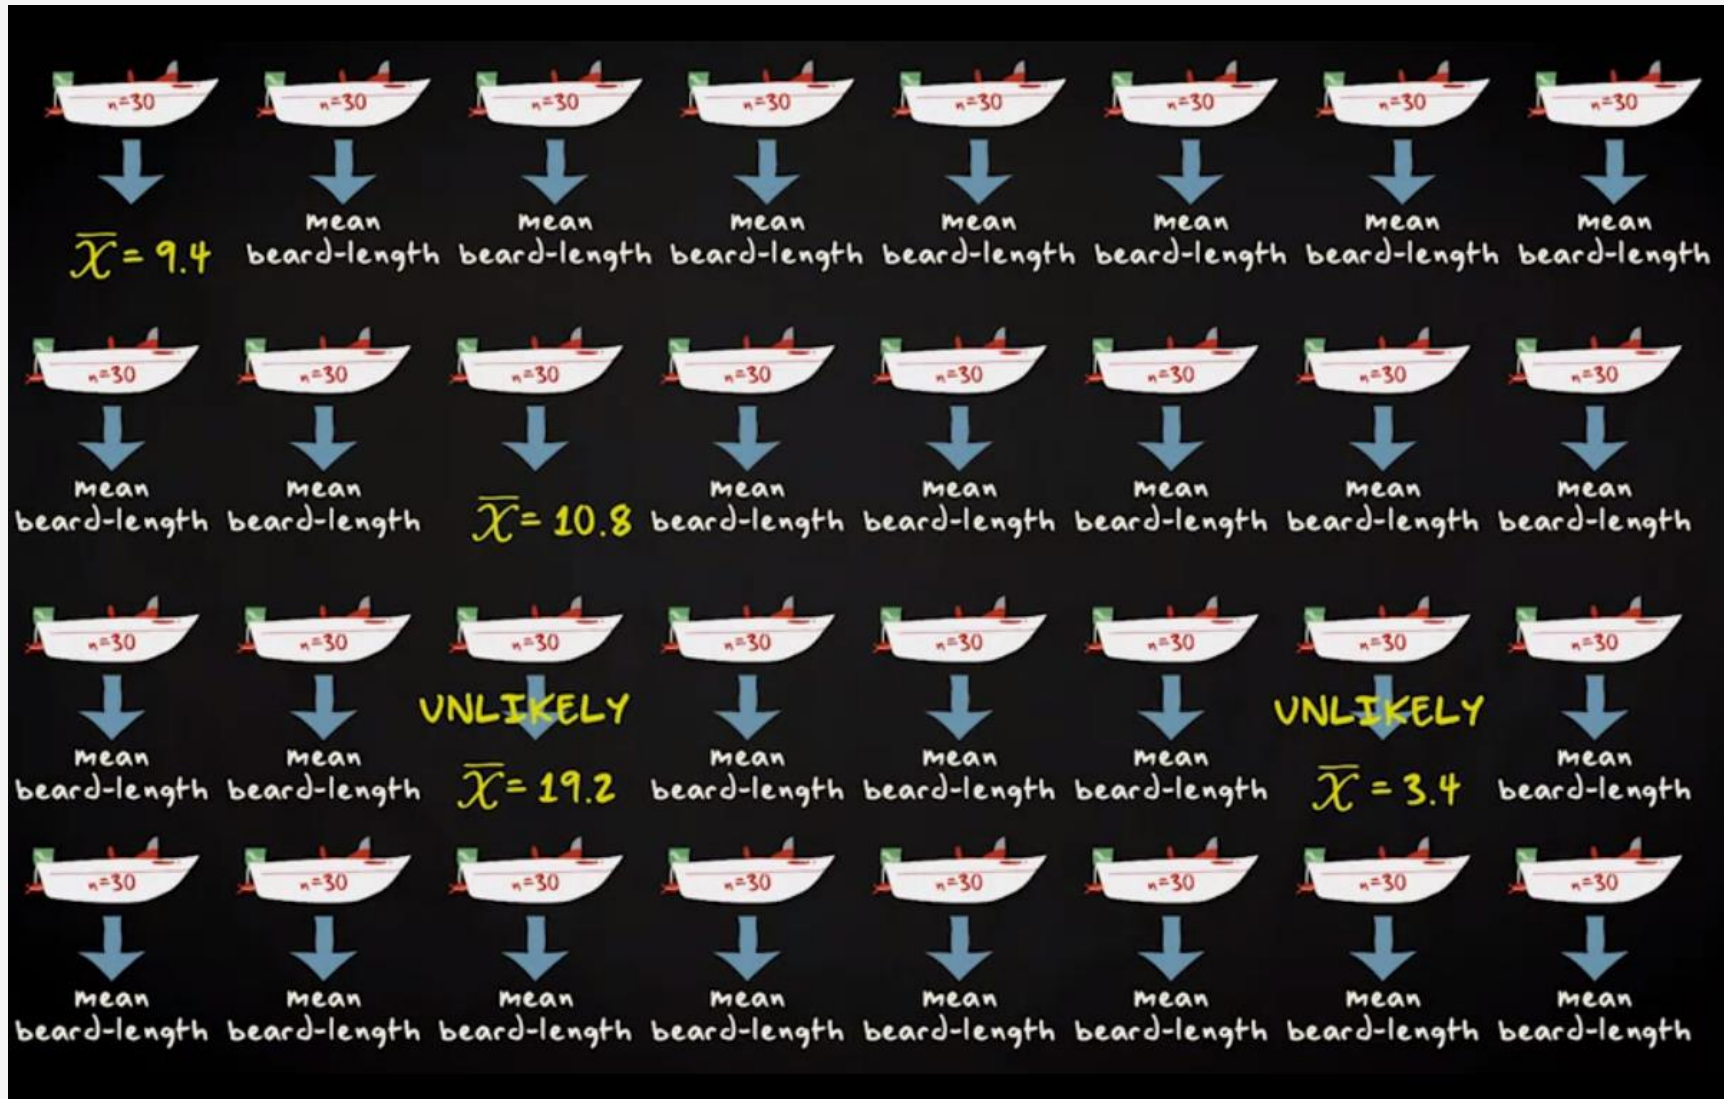 n=30 n=30 n=30 n=30 n=30 n=30 n=30 n=30
mean mean mean mean mean mean mean
x̅ = 9.4 beard-length beard-length beard-length beard-length beard-length beard-length beard-length
n=30 n=30 n=30 n=30 n=30 n=30 n=30 n=30
mean mean mean mean mean mean mean
beard-length beard-length x̅ = 10.8 beard-length beard-length beard-length beard-length beard-length
n=30 n=30 n=30 n=30 n=30 n=30 n=30 n=30
UNLIKELY UNLIKELY
mean mean mean mean mean mean
beard-length beard-length x̅ = 19.2 beard-length beard-length beard-length x̅ = 3.4 beard-length
n=30 n=30 n=30 n=30 n=30 n=30 n=30 n=30
mean mean mean mean mean mean mean mean
beard-length beard-length beard-length beard-length beard-length beard-length beard-length beard-length